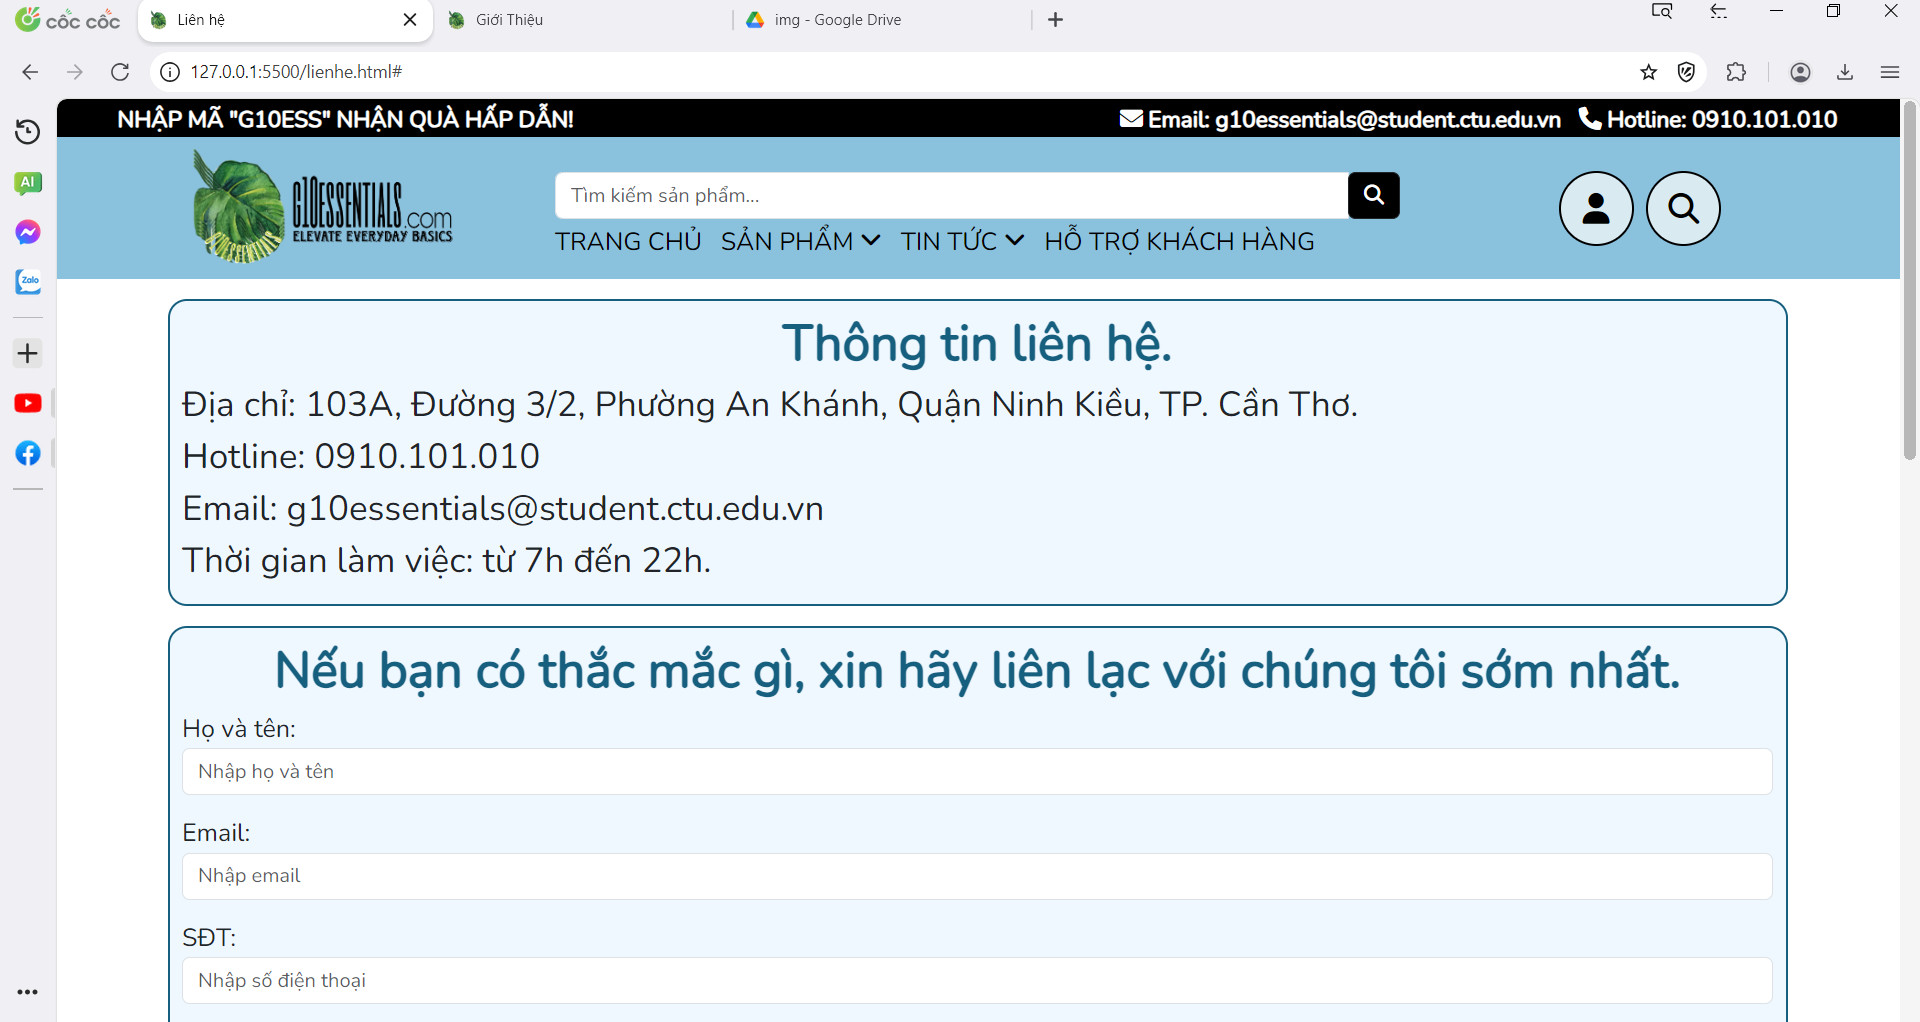 cốc cốc
Liên hệ
Giới Thiệu
img - Google Drive
127.0.0.1:5500/lienhe.html#
AI
Zalo
NHẬP MÃ "G10ESS" NHẬN QUÀ HẤP DẪN!
Email: g10essentials@student.ctu.edu.vn
Hotline: 0910.101.010
G10ESSENTIALS.com
ELEVATE EVERYDAY BASICS
Tìm kiếm sản phẩm...
TRANG CHỦ SẢN PHẨM TIN TỨC HỖ TRỢ KHÁCH HÀNG
Thông tin liên hệ.
Địa chỉ: 103A, Đường 3/2, Phường An Khánh, Quận Ninh Kiều, TP. Cần Thơ.
Hotline: 0910.101.010
Email: g10essentials@student.ctu.edu.vn
Thời gian làm việc: từ 7h đến 22h.
Nếu bạn có thắc mắc gì, xin hãy liên lạc với chúng tôi sớm nhất.
Họ và tên:
Nhập họ và tên
Email:
Nhập email
SĐT:
Nhập số điện thoại